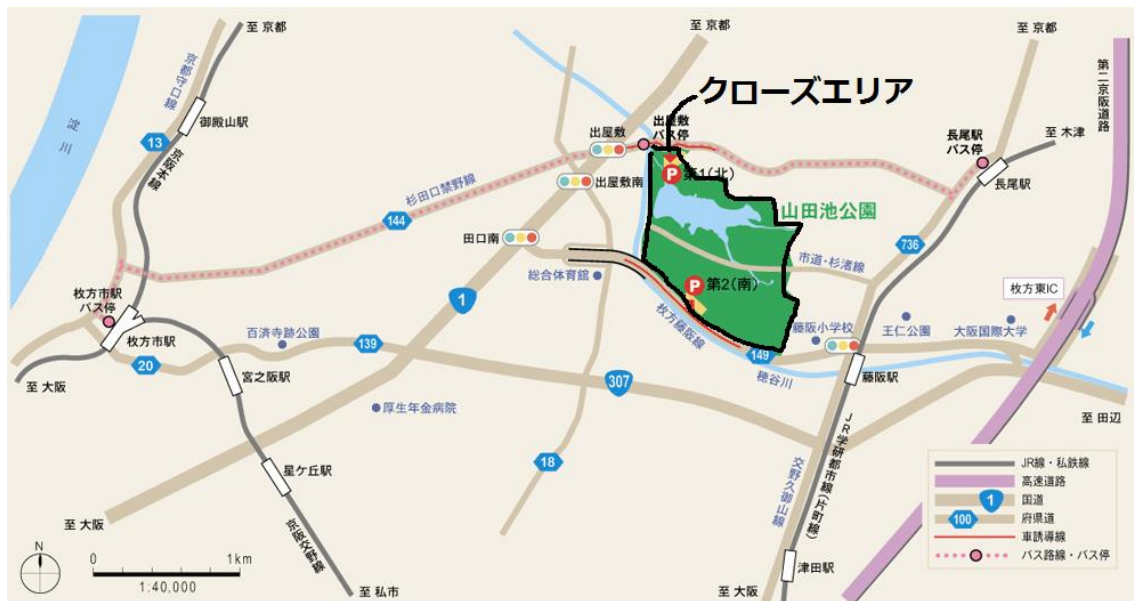 至 京都
京都守口線
淀川
御殿山駅
13
京阪本線
杉田口禁野線
144
至 京都
クローズエリア
出屋敷
出屋敷
バス停
出屋敷南
田口南
P
第1(北)
山田池公園
市道・杉渚線
総合体育館
P
第2(南)
枚方藤阪線
穂谷川
149
1
至 京都
第二京阪道路
長尾駅
バス停
至 木津
長尾駅
736
枚方東IC
藤阪小学校
王仁公園
大阪国際大学
藤阪駅
至 田辺
枚方市駅
バス停
枚方市駅
20
至 大阪
百済寺跡公園
139
宮之阪駅
307
厚生年金病院
18
星ケ丘駅
京阪交野線
至 大阪
至 私市
交野久御山線
JR学研都市線(片町線)
津田駅
至 大阪
N
0
1km
1:40,000
JR線・私鉄線
高速道路
1
国道
100
府県道
車誘導線
バス路線・バス停